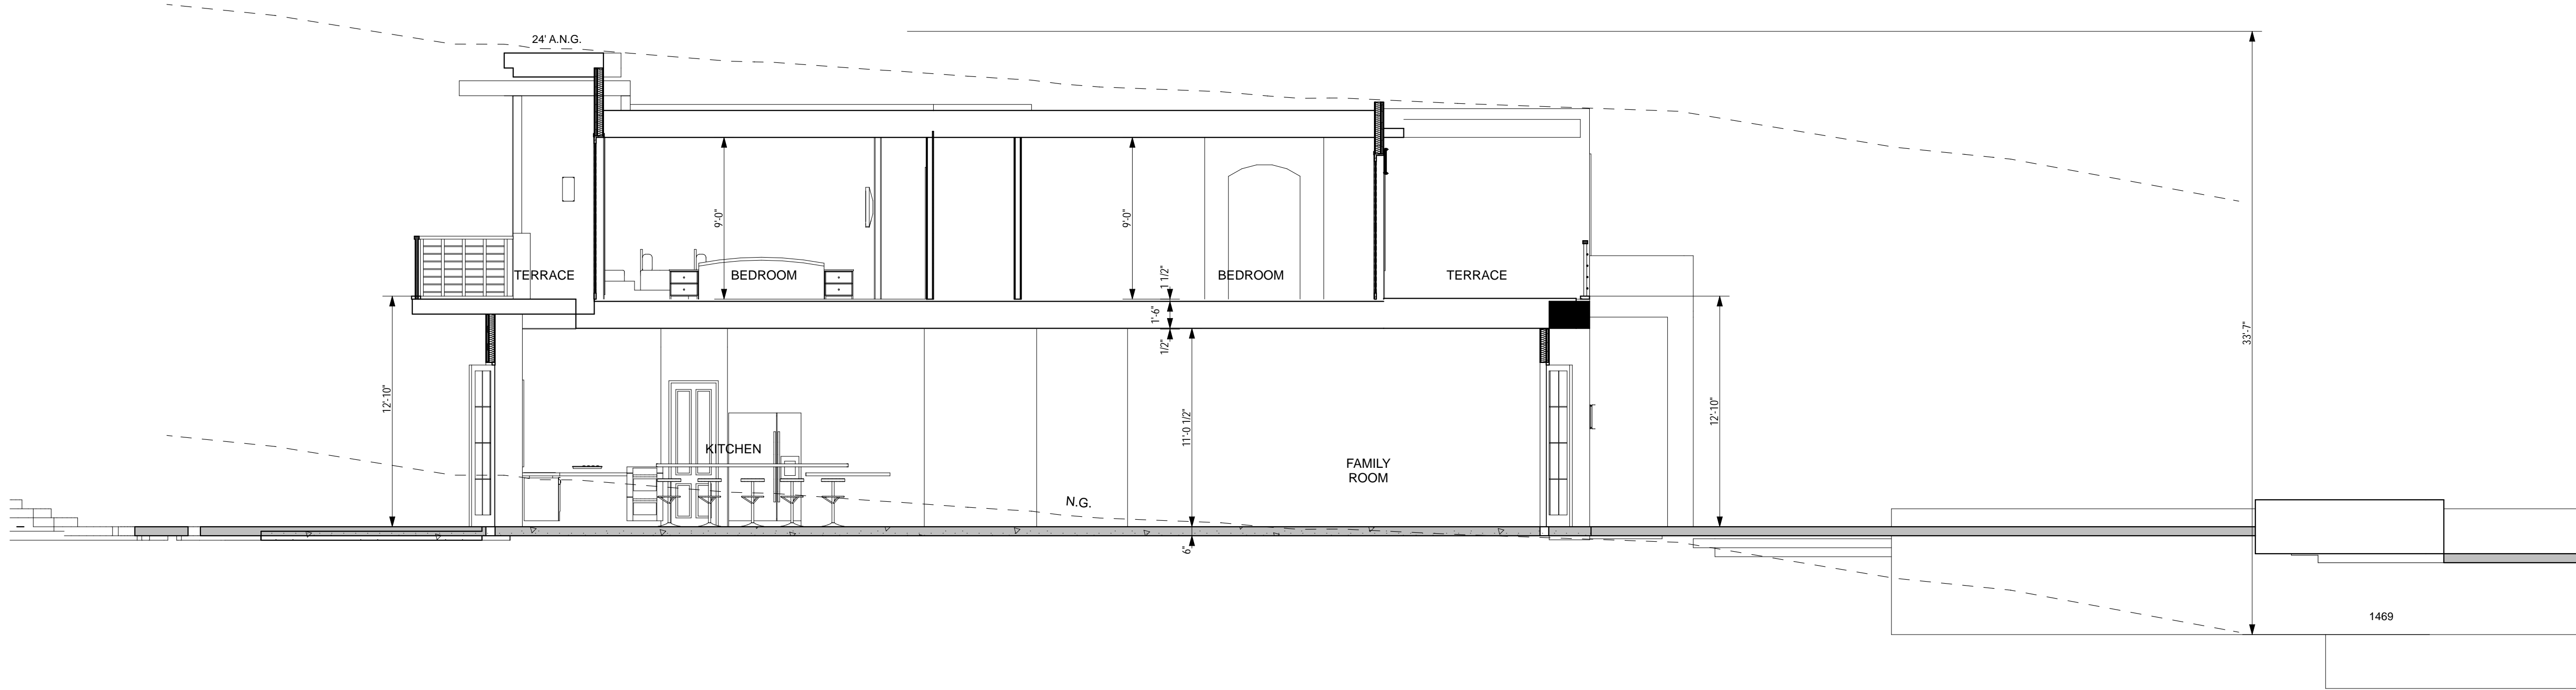 24' A.N.G.
9'-0"
9'-0"
TERRACE
BEDROOM
BEDROOM
TERRACE
1 1/2"
1'-6"
1/2"
33'-7"
12'-10"
11'-0 1/2"
12'-10"
KITCHEN
FAMILY
ROOM
N.G.
6"
1469